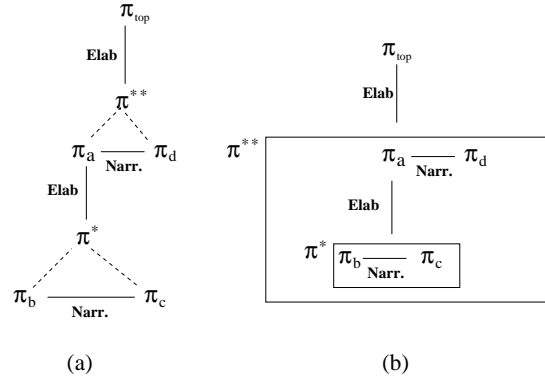 π_top
Elab
π**
π_a Narr. π_d
Elab
π*
π_b Narr. π_c
(a)
π_top
Elab
π** π_a Narr. π_d
Elab
π* π_b Narr. π_c
(b)